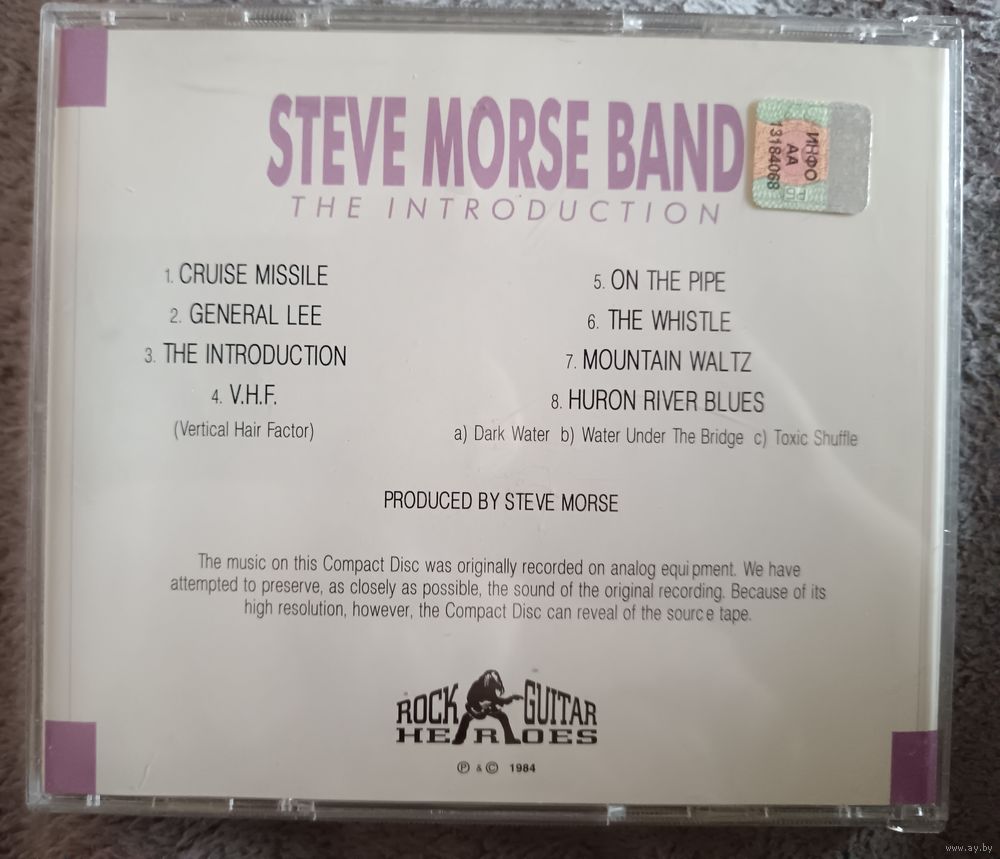 STEVE MORSE BAND
THE INTRODUCTION
ИНФО
АА
13184068
РБ
1. CRUISE MISSILE
2. GENERAL LEE
3. THE INTRODUCTION
4. V.H.F.
(Vertical Hair Factor)
5. ON THE PIPE
6. THE WHISTLE
7. MOUNTAIN WALTZ
8. HURON RIVER BLUES
a) Dark Water b) Water Under The Bridge c) Toxic Shuffle
PRODUCED BY STEVE MORSE
The music on this Compact Disc was originally recorded on analog equipment. We have
attempted to preserve, as closely as possible, the sound of the original recording. Because of its
high resolution, however, the Compact Disc can reveal of the source tape.
ROCK GUITAR
HEROES
℗ & © 1984
www.ay.by